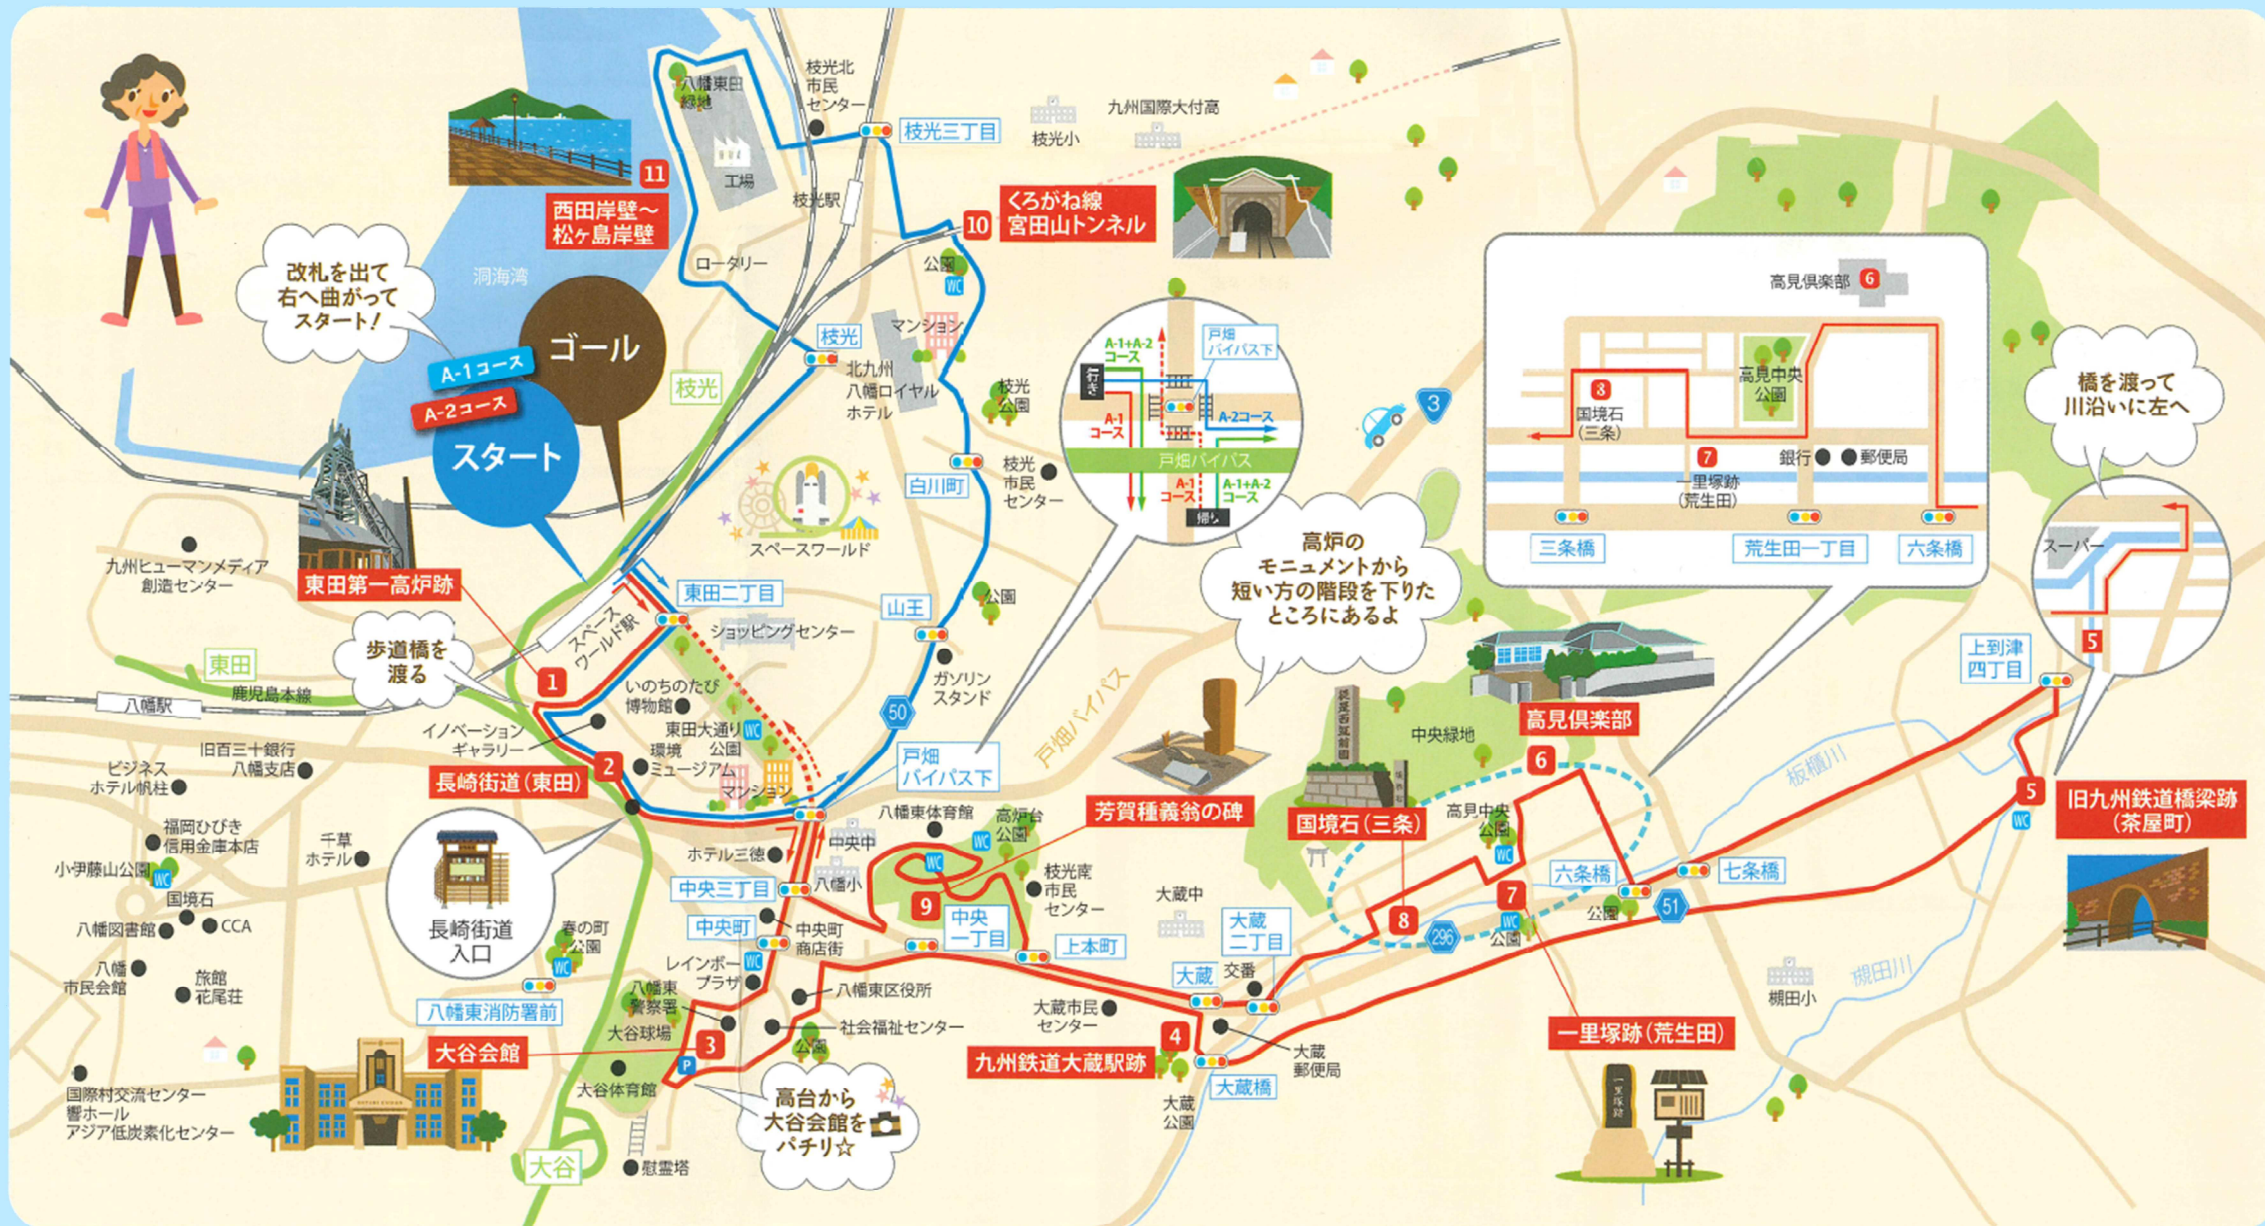 八幡東田
緑地
工場
枝光北
市民
センター
枝光三丁目
枝光小
九州国際大付高
11
西田岸壁～
松ヶ島岸壁
枝光駅
10
くろがね線
宮田山トンネル
洞海湾
ロータリー
公園
WC
改札を出て
右へ曲がって
スタート!
ゴール
A-1コース
A-2コース
スタート
枝光
枝光
北九州
八幡ロイヤル
ホテル
マンション
枝光
公園
白川町
枝光
市民
センター
スペースワールド
A-1+A-2
コース
行き
A-1
コース
戸畑
バイパス下
A-2コース
戸畑バイパス
A-1
コース
A-1+A-2
コース
帰り
3
高見倶楽部
6
8
国境石
(三条)
高見中央
公園
7
一里塚跡
(荒生田)
銀行
郵便局
三条橋
荒生田一丁目
六条橋
橋を渡って
川沿いに左へ
スーパー
5
九州ヒューマンメディア
創造センター
東田第一高炉跡
歩道橋を
渡る
東田
鹿児島本線
八幡駅
スペース
ワールド駅
東田二丁目
ショッピングセンター
山王
公園
ガソリン
スタンド
50
高炉の
モニュメントから
短い方の階段を下りた
ところにあるよ
1
いのちのたび
博物館
イノベーション
ギャラリー
東田大通り
公園
WC
環境
ミュージアム
マンション
2
長崎街道(東田)
戸畑
バイパス下
戸畑バイパス
旧百三十銀行
八幡支店
ビジネス
ホテル帆柱
福岡ひびき
信用金庫本店
千草
ホテル
小伊藤山公園
WC
国境石
八幡図書館
CCA
八幡
市民会館
旅館
花尾荘
長崎街道
入口
春の町
公園
WC
八幡東消防署前
ホテル三徳
中央中
八幡小
中央三丁目
中央町
中央町
商店街
レインボー
プラザ
WC
八幡東
警察署
八幡東区役所
社会福祉センター
公園
大谷球場
大谷会館
3
P
大谷体育館
高台から
大谷会館を
パチリ☆
慰霊塔
大谷
国際村交流センター
響ホール
アジア低炭素化センター
八幡東体育館
WC
高炉台
公園
WC
9
中央
一丁目
芳賀種義翁の碑
枝光南
市民
センター
上本町
大蔵中
大蔵
二丁目
大蔵
交番
大蔵市民
センター
4
九州鉄道大蔵駅跡
大蔵橋
大蔵
郵便局
大蔵
公園
国境石(三条)
中央緑地
高見倶楽部
6
高見中央
公園
WC
8
296
7
WC
公園
六条橋
公園
七条橋
51
一里塚跡(荒生田)
一里塚跡
槻田小
板櫃川
槻田川
上到津
四丁目
5
WC
旧九州鉄道橋梁跡
(茶屋町)